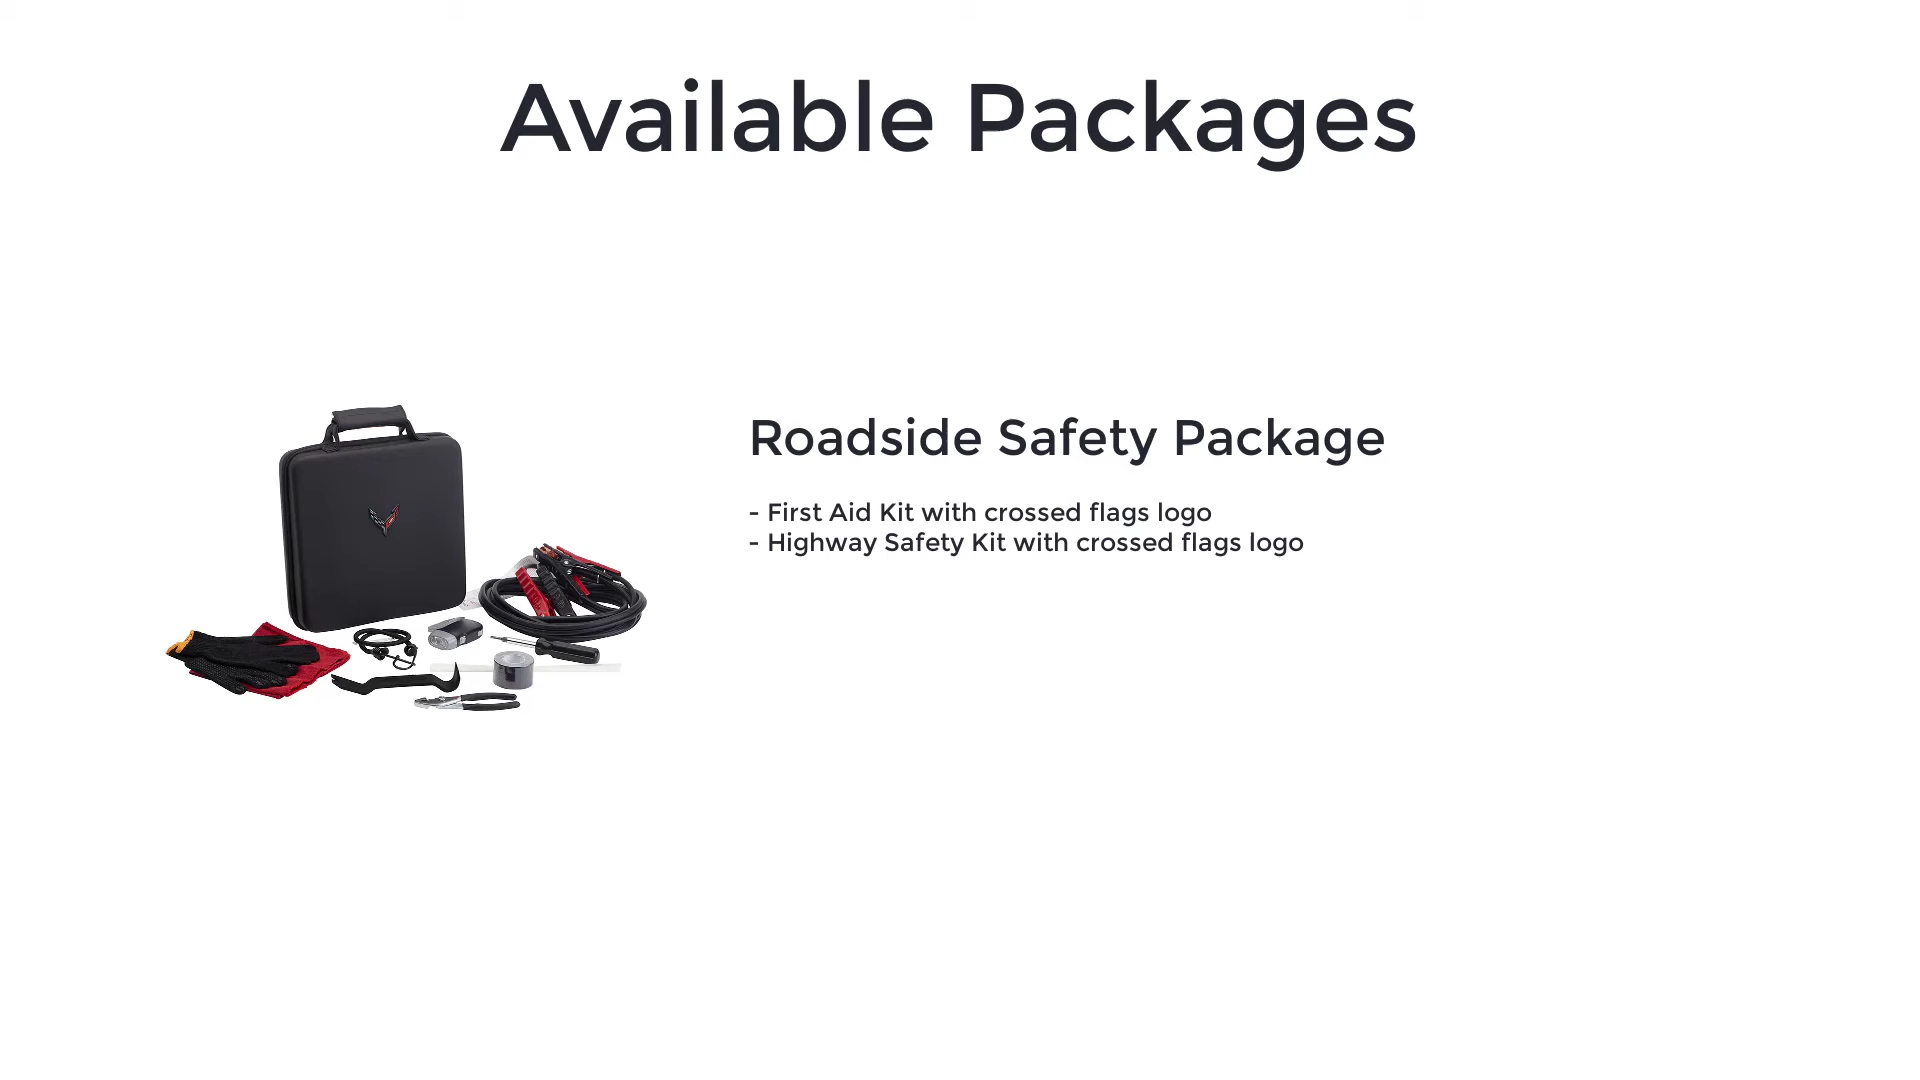 Available Packages
Roadside Safety Package
- First Aid Kit with crossed flags logo
- Highway Safety Kit with crossed flags logo